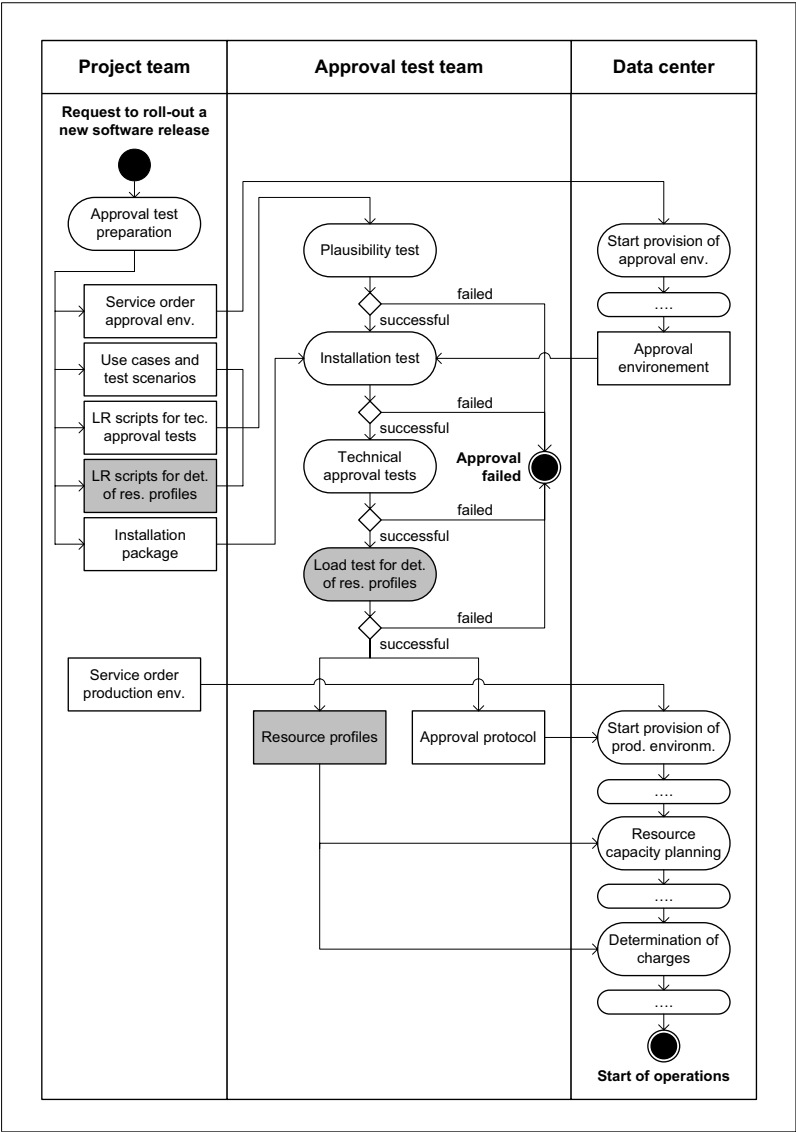 Project team
Approval test team
Data center
Request to roll-out a
new software release
Approval test
preparation
Service order
approval env.
Use cases and
test scenarios
LR scripts for tec.
approval tests
LR scripts for det.
of res. profiles
Installation
package
Service order
production env.
Plausibility test
failed
successful
Installation test
failed
successful
Technical
approval tests
Approval
failed
failed
successful
Load test for det.
of res. profiles
failed
successful
Resource profiles
Approval protocol
Start provision of
approval env.
....
Approval
environement
Start provision of
prod. environm.
....
Resource
capacity planning
....
Determination of
charges
....
Start of operations